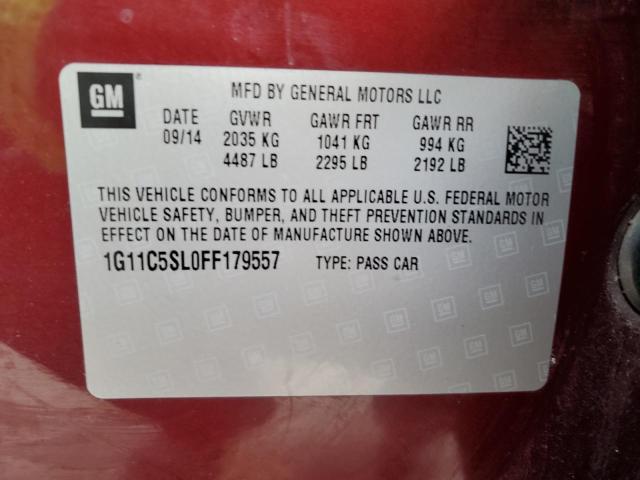 GM
MFD BY GENERAL MOTORS LLC
DATE GVWR GAWR FRT GAWR RR
09/14 2035 KG 1041 KG 994 KG
4487 LB 2295 LB 2192 LB
THIS VEHICLE CONFORMS TO ALL APPLICABLE U.S. FEDERAL MOTOR
VEHICLE SAFETY, BUMPER, AND THEFT PREVENTION STANDARDS IN
EFFECT ON THE DATE OF MANUFACTURE SHOWN ABOVE.
1G11C5SL0FF179557 TYPE: PASS CAR